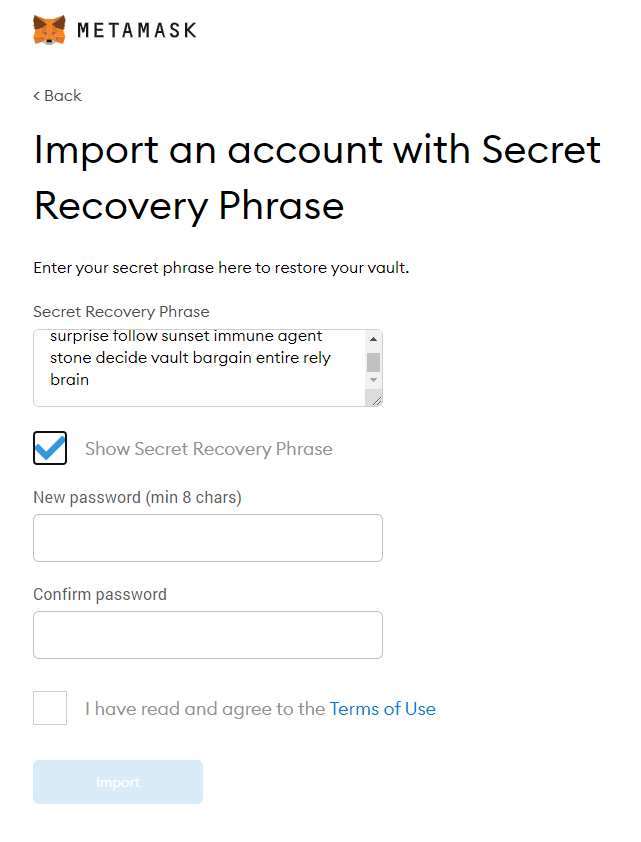 METAMASK
< Back
Import an account with Secret
Recovery Phrase
Enter your secret phrase here to restore your vault.
Secret Recovery Phrase
surprise follow sunset immune agent
stone decide vault bargain entire rely
brain
Show Secret Recovery Phrase
New password (min 8 chars)
Confirm password
I have read and agree to the Terms of Use
Import